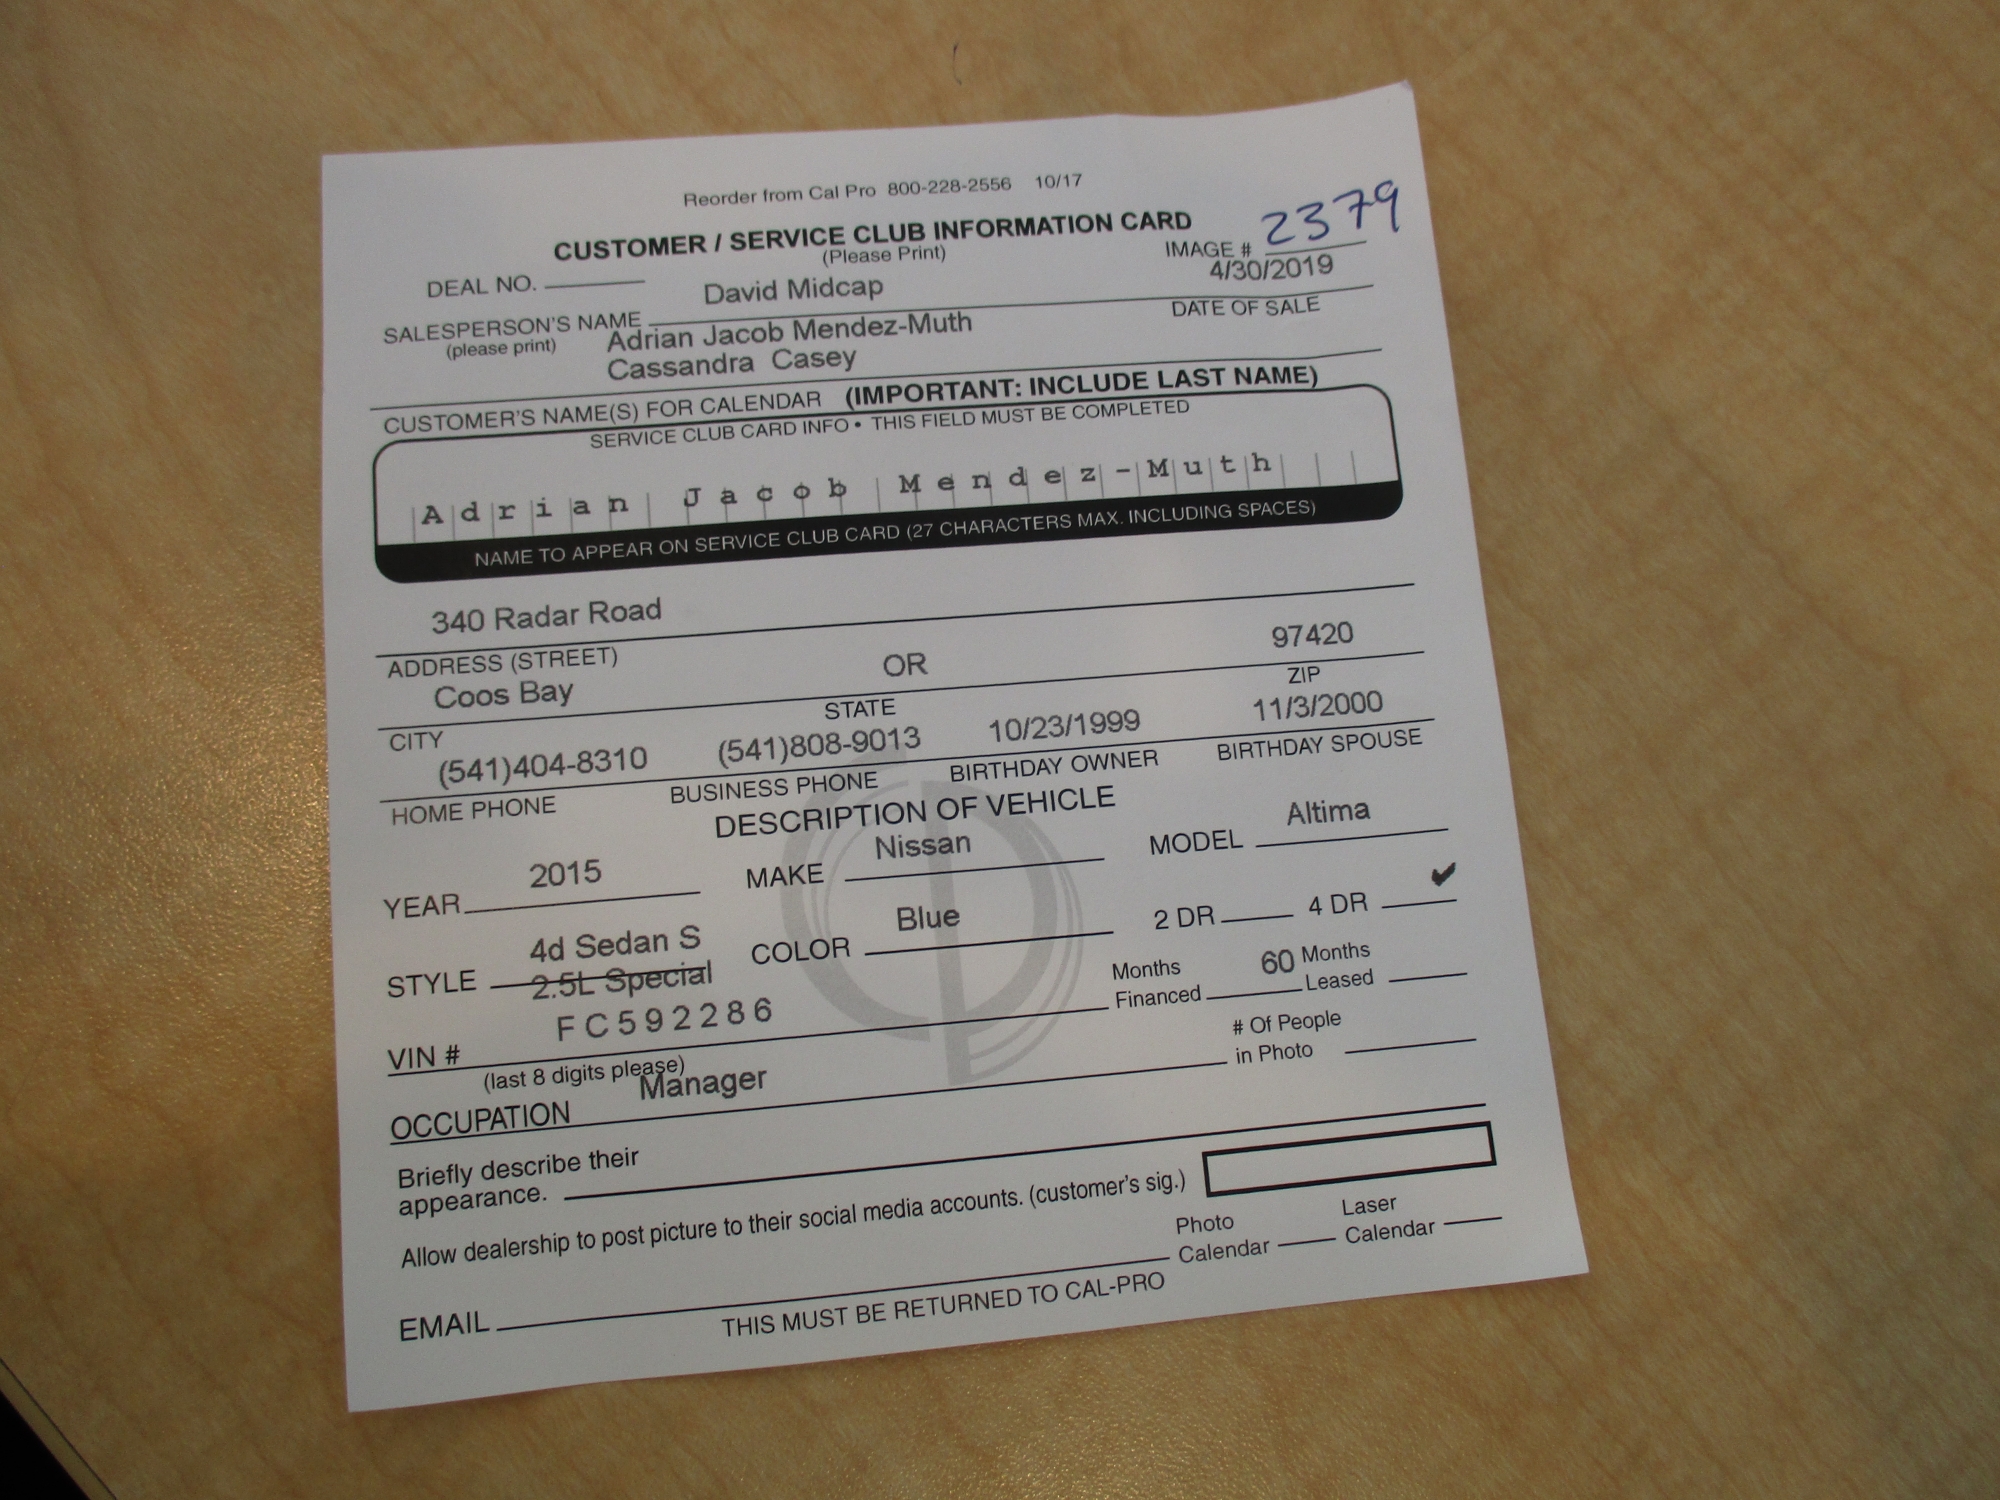 Reorder from Cal Pro 800-228-2556 10/17
CUSTOMER / SERVICE CLUB INFORMATION CARD
(Please Print)
IMAGE # 2379
DEAL NO.
4/30/2019
DATE OF SALE
David Midcap
SALESPERSON'S NAME
(please print)
Adrian Jacob Mendez-Muth
Cassandra Casey
CUSTOMER'S NAME(S) FOR CALENDAR (IMPORTANT: INCLUDE LAST NAME)
SERVICE CLUB CARD INFO • THIS FIELD MUST BE COMPLETED
Adrian Jacob Mendez-Muth
NAME TO APPEAR ON SERVICE CLUB CARD (27 CHARACTERS MAX. INCLUDING SPACES)
340 Radar Road
ADDRESS (STREET)
Coos Bay OR 97420
CITY STATE ZIP
(541)404-8310 (541)808-9013 10/23/1999 11/3/2000
HOME PHONE BUSINESS PHONE BIRTHDAY OWNER BIRTHDAY SPOUSE
DESCRIPTION OF VEHICLE
YEAR 2015 MAKE Nissan MODEL Altima
STYLE 4d Sedan S COLOR Blue 2 DR 4 DR ✔
2.5L Special
Months Financed 60 Months Leased
VIN # FC592286
(last 8 digits please)
# Of People in Photo
OCCUPATION Manager
Briefly describe their
appearance.
Allow dealership to post picture to their social media accounts. (customer's sig.)
Photo Calendar Laser Calendar
EMAIL
THIS MUST BE RETURNED TO CAL-PRO